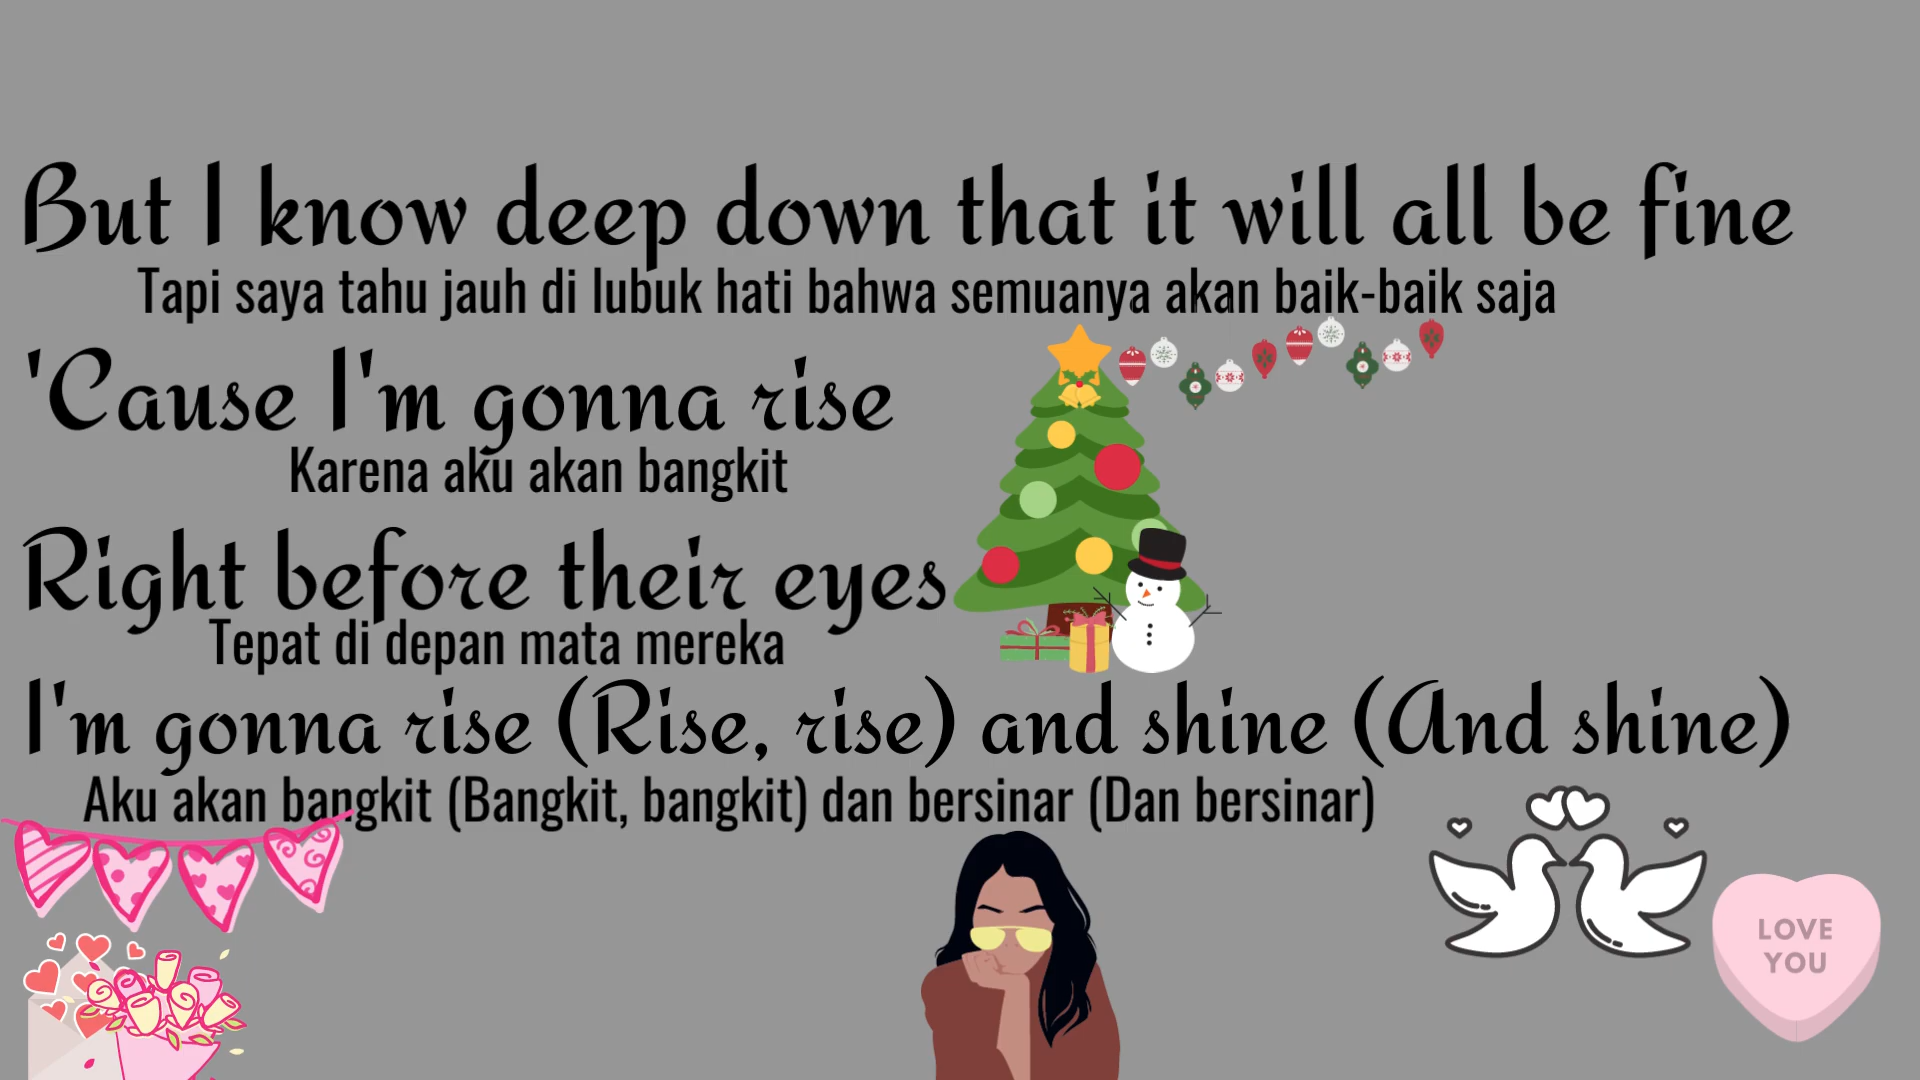 But I know deep down that it will all be fine
Tapi saya tahu jauh di lubuk hati bahwa semuanya akan baik-baik saja
'Cause I'm gonna rise
Karena aku akan bangkit
Right before their eyes
Tepat di depan mata mereka
I'm gonna rise (Rise, rise) and shine (And shine)
Aku akan bangkit (Bangkit, bangkit) dan bersinar (Dan bersinar)
LOVE
YOU